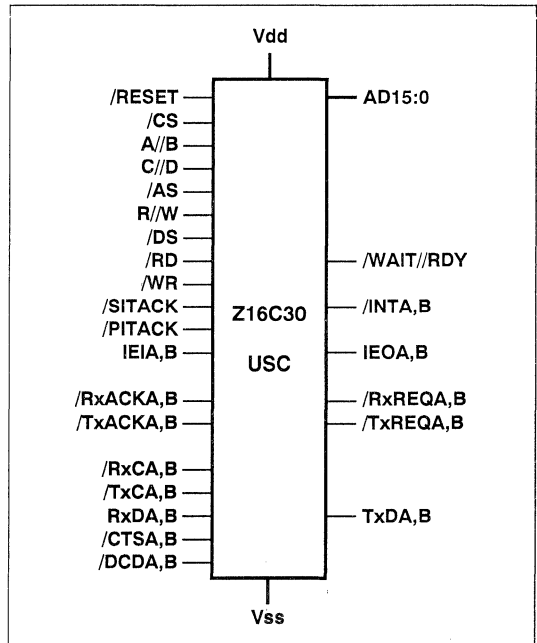 Vdd
/RESET
AD15:0
/CS
A//B
C//D
/AS
R//W
/DS
/RD
/WAIT//RDY
/WR
/SITACK
/INTA,B
/PITACK
Z16C30
IEIA,B
IEOA,B
USC
/RxACKA,B
/RxREQA,B
/TxACKA,B
/TxREQA,B
/RxCA,B
/TxCA,B
RxDA,B
TxDA,B
/CTSA,B
/DCDA,B
Vss